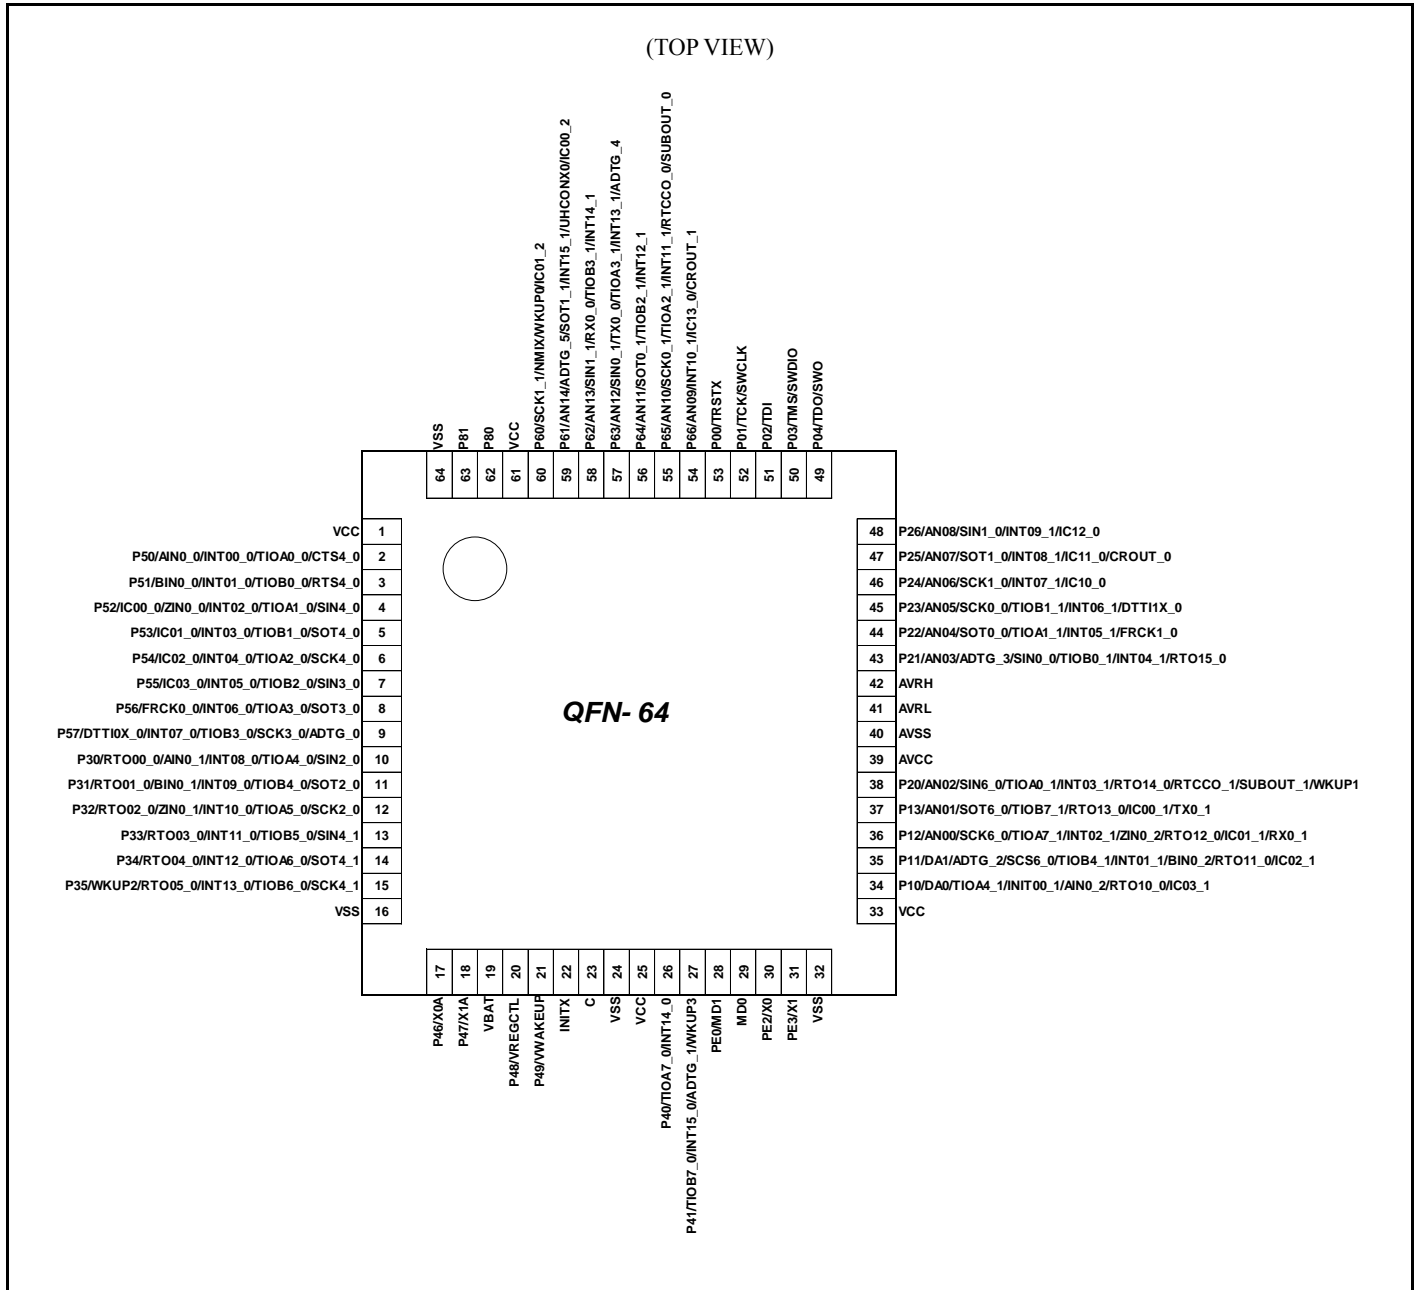 (TOP VIEW)
VSS
P81
P80
VCC
P60/SCK1_1/NMIX/WKUP0/IC01_2
P61/AN14/ADTG_5/SOT1_1/INT15_1/UHCONX0/IC00_2
P62/AN13/SIN1_1/RX0_0/TIOB3_1/INT14_1
P63/AN12/SIN0_1/TX0_0/TIOA3_1/INT13_1/ADTG_4
P64/AN11/SOT0_1/TIOB2_1/INT12_1
P65/AN10/SCK0_1/TIOA2_1/INT11_1/RTCCO_0/SUBOUT_0
P66/AN09/INT10_1/IC13_0/CROUT_1
P00/TRSTX
P01/TCK/SWCLK
P02/TDI
P03/TMS/SWDIO
P04/TDO/SWO
64 63 62 61 60 59 58 57 56 55 54 53 52 51 50 49
VCC 1
P50/AIN0_0/INT00_0/TIOA0_0/CTS4_0 2
P51/BIN0_0/INT01_0/TIOB0_0/RTS4_0 3
P52/IC00_0/ZIN0_0/INT02_0/TIOA1_0/SIN4_0 4
P53/IC01_0/INT03_0/TIOB1_0/SOT4_0 5
P54/IC02_0/INT04_0/TIOA2_0/SCK4_0 6
P55/IC03_0/INT05_0/TIOB2_0/SIN3_0 7
P56/FRCK0_0/INT06_0/TIOA3_0/SOT3_0 8
P57/DTTI0X_0/INT07_0/TIOB3_0/SCK3_0/ADTG_0 9
P30/RTO00_0/AIN0_1/INT08_0/TIOA4_0/SIN2_0 10
P31/RTO01_0/BIN0_1/INT09_0/TIOB4_0/SOT2_0 11
P32/RTO02_0/ZIN0_1/INT10_0/TIOA5_0/SCK2_0 12
P33/RTO03_0/INT11_0/TIOB5_0/SIN4_1 13
P34/RTO04_0/INT12_0/TIOA6_0/SOT4_1 14
P35/WKUP2/RTO05_0/INT13_0/TIOB6_0/SCK4_1 15
VSS 16
QFN- 64
48 P26/AN08/SIN1_0/INT09_1/IC12_0
47 P25/AN07/SOT1_0/INT08_1/IC11_0/CROUT_0
46 P24/AN06/SCK1_0/INT07_1/IC10_0
45 P23/AN05/SCK0_0/TIOB1_1/INT06_1/DTTI1X_0
44 P22/AN04/SOT0_0/TIOA1_1/INT05_1/FRCK1_0
43 P21/AN03/ADTG_3/SIN0_0/TIOB0_1/INT04_1/RTO15_0
42 AVRH
41 AVRL
40 AVSS
39 AVCC
38 P20/AN02/SIN6_0/TIOA0_1/INT03_1/RTO14_0/RTCCO_1/SUBOUT_1/WKUP1
37 P13/AN01/SOT6_0/TIOB7_1/RTO13_0/IC00_1/TX0_1
36 P12/AN00/SCK6_0/TIOA7_1/INT02_1/ZIN0_2/RTO12_0/IC01_1/RX0_1
35 P11/DA1/ADTG_2/SCS6_0/TIOB4_1/INT01_1/BIN0_2/RTO11_0/IC02_1
34 P10/DA0/TIOA4_1/INIT00_1/AIN0_2/RTO10_0/IC03_1
33 VCC
17 18 19 20 21 22 23 24 25 26 27 28 29 30 31 32
P46/X0A
P47/X1A
VBAT
P48/VREGCTL
P49/VWAKEUP
INITX
C
VSS
VCC
P40/TIOA7_0/INT14_0
P41/TIOB7_0/INT15_0/ADTG_1/WKUP3
PE0/MD1
MD0
PE2/X0
PE3/X1
VSS